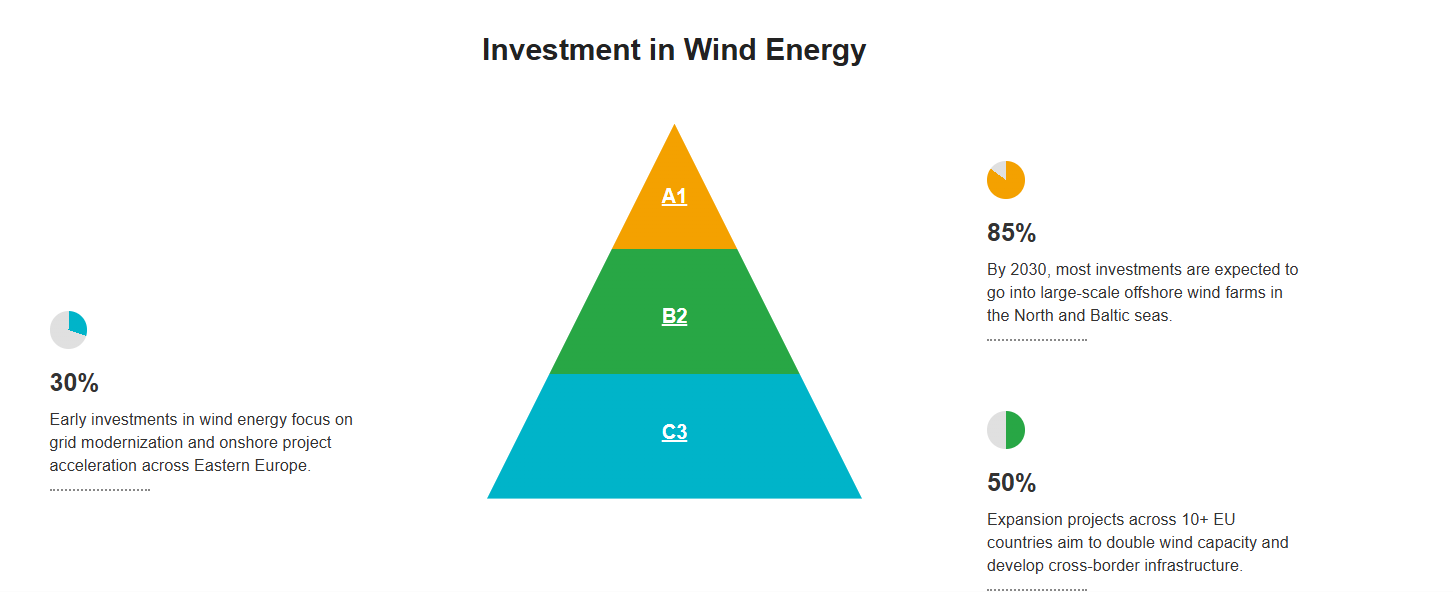 Investment in Wind Energy
A1
B2
C3
30%
Early investments in wind energy focus on
grid modernization and onshore project
acceleration across Eastern Europe.
85%
By 2030, most investments are expected to
go into large-scale offshore wind farms in
the North and Baltic seas.
50%
Expansion projects across 10+ EU
countries aim to double wind capacity and
develop cross-border infrastructure.